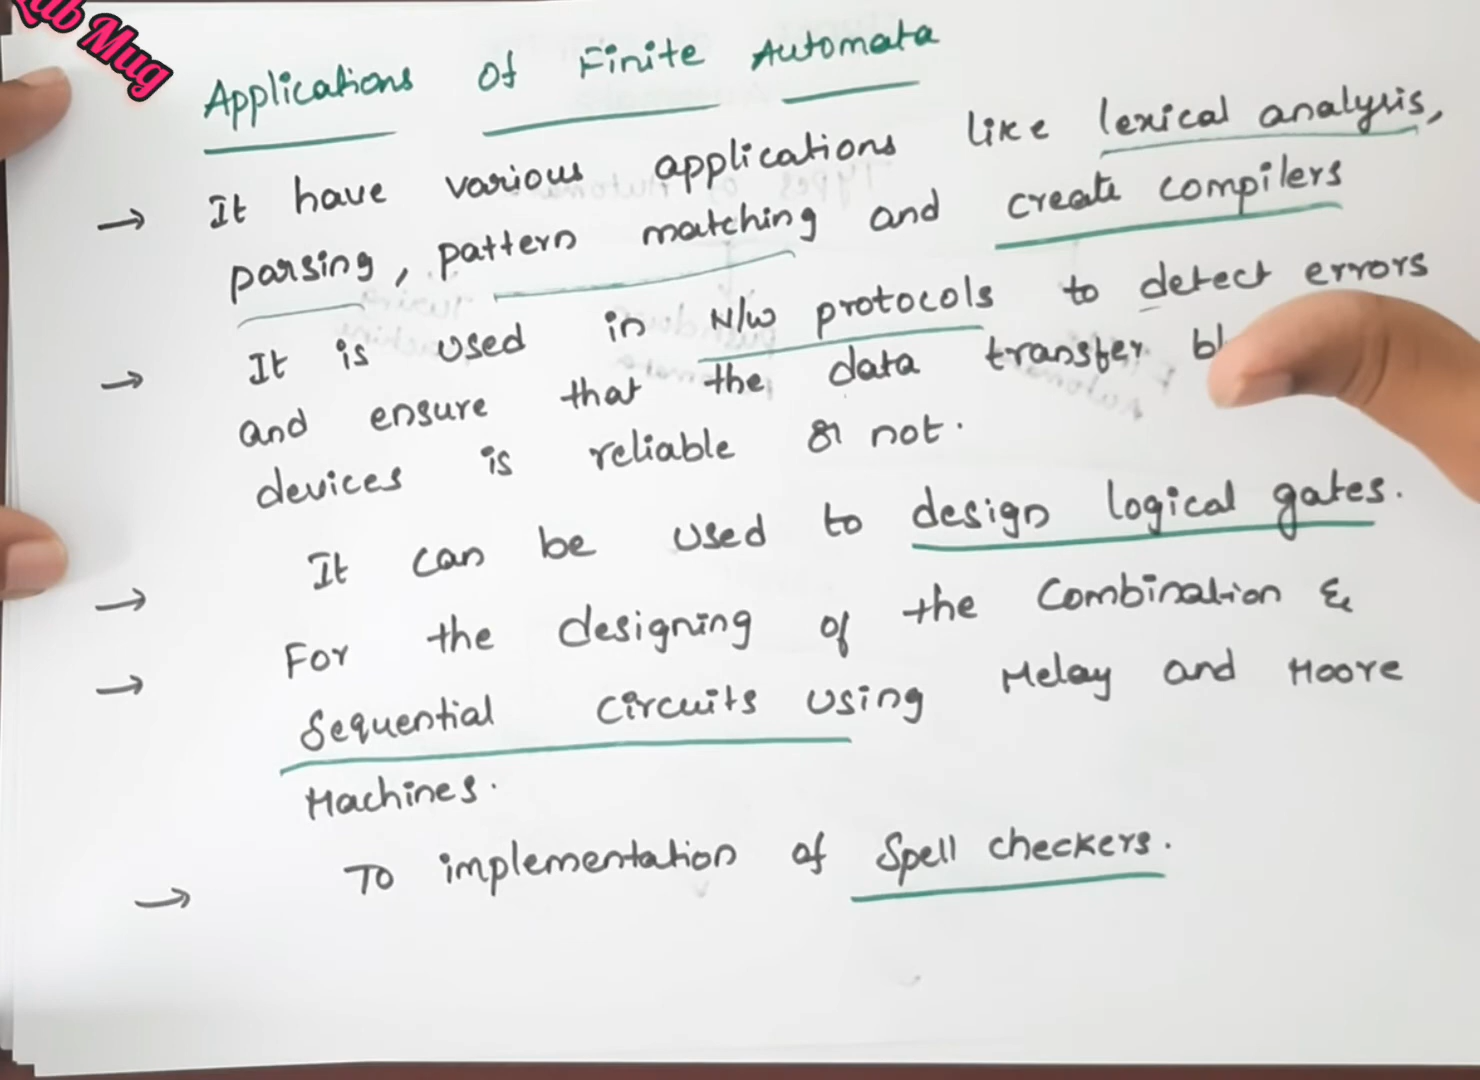 Lab Mug
Applications of Finite Automata
→ It have various applications like lexical analysis,
parsing, pattern matching and create compilers
→ It is used in N/w protocols to detect errors
and ensure that the data transfer
devices is reliable or not.
→ It can be used to design logical gates.
→ For the designing of the Combination &
Sequential circuits using Melay and Moore
Machines.
→ To implementation of Spell checkers.